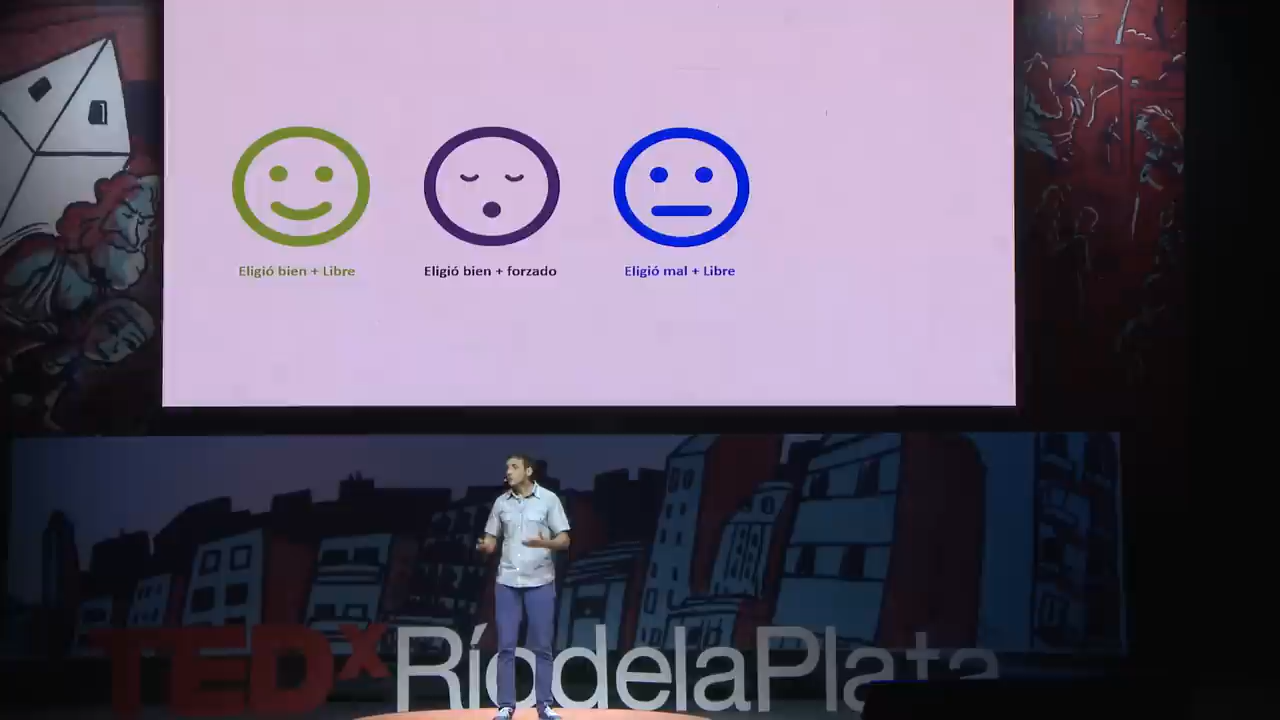 Eligió bien + Libre
Eligió bien + forzado
Eligió mal + Libre
TEDx RíodelaPlata